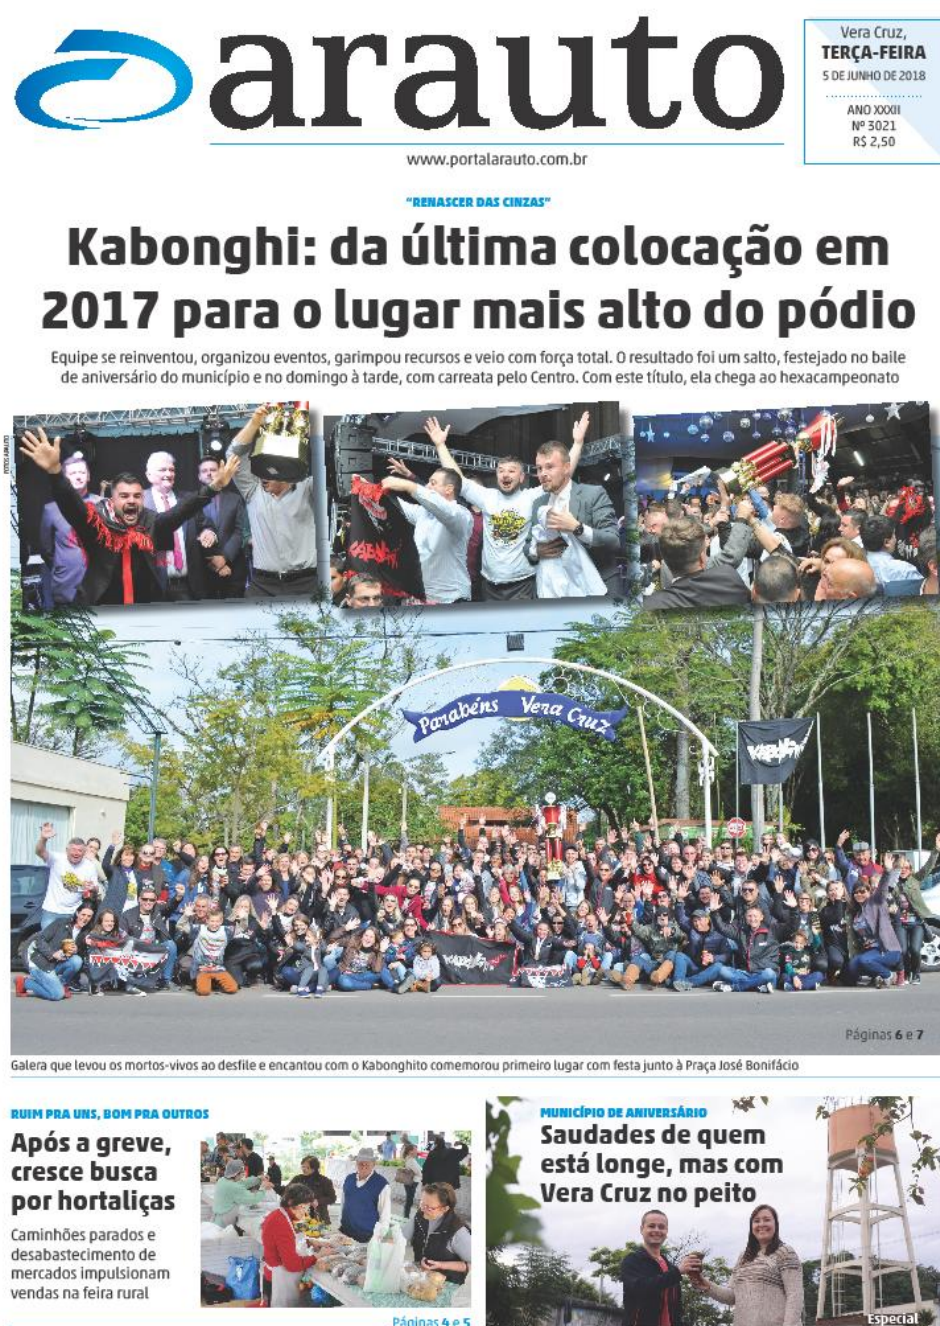 arauto
Vera Cruz,
TERÇA-FEIRA
5 DE JUNHO DE 2018
ANO XXXII
Nº 3021
R$ 2,50
www.portalarauto.com.br
"RENASCER DAS CINZAS"
Kabonghi: da última colocação em
2017 para o lugar mais alto do pódio
Equipe se reinventou, organizou eventos, garimpou recursos e veio com força total. O resultado foi um salto, festejado no baile
de aniversário do município e no domingo à tarde, com carreata pelo Centro. Com este título, ela chega ao hexacampeonato
FOTOS ARAUTO
Parabéns Vera Cruz
Páginas 6 e 7
Galera que levou os mortos-vivos ao desfile e encantou com o Kabonghito comemorou primeiro lugar com festa junto à Praça José Bonifácio
RUIM PRA UNS, BOM PRA OUTROS
Após a greve,
cresce busca
por hortaliças
Caminhões parados e
desabastecimento de
mercados impulsionam
vendas na feira rural
Páginas 4 e 5
MUNICÍPIO DE ANIVERSÁRIO
Saudades de quem
está longe, mas com
Vera Cruz no peito
Especial